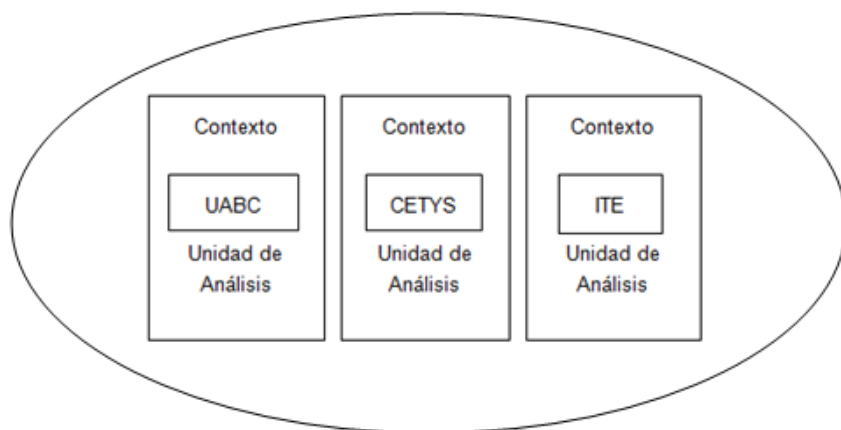 Contexto
UABC
Unidad de
Análisis
Contexto
CETYS
Unidad de
Análisis
Contexto
ITE
Unidad de
Análisis